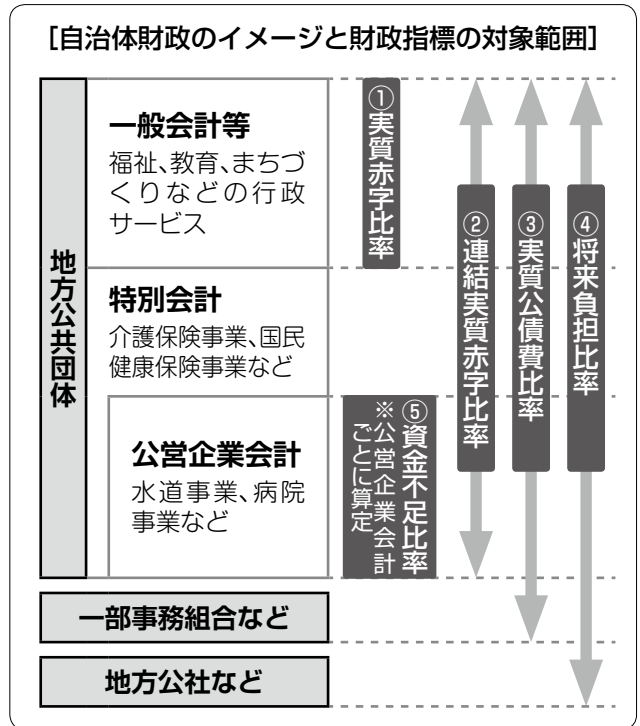 [自治体財政のイメージと財政指標の対象範囲]
地方公共団体
一般会計等
福祉、教育、まちづ
くりなどの行政
サービス
特別会計
介護保険事業、国民
健康保険事業など
公営企業会計
水道事業、病院
事業など
①実質赤字比率
⑤資金不足比率
※公営企業会計
ごとに算定
②連結実質赤字比率
③実質公債費比率
④将来負担比率
一部事務組合など
地方公社など